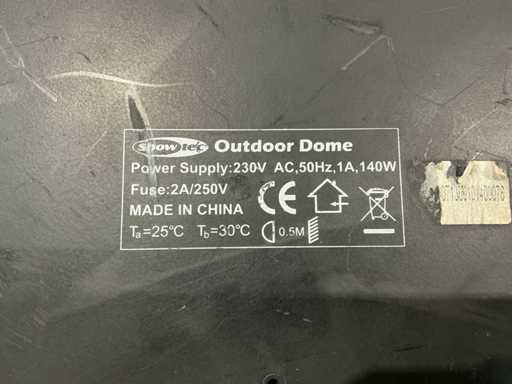 Showtec Outdoor Dome
Power Supply:230V AC,50Hz,1A,140W
Fuse:2A/250V
MADE IN CHINA CE
Ta=25℃ Tb=30℃ 0.5M